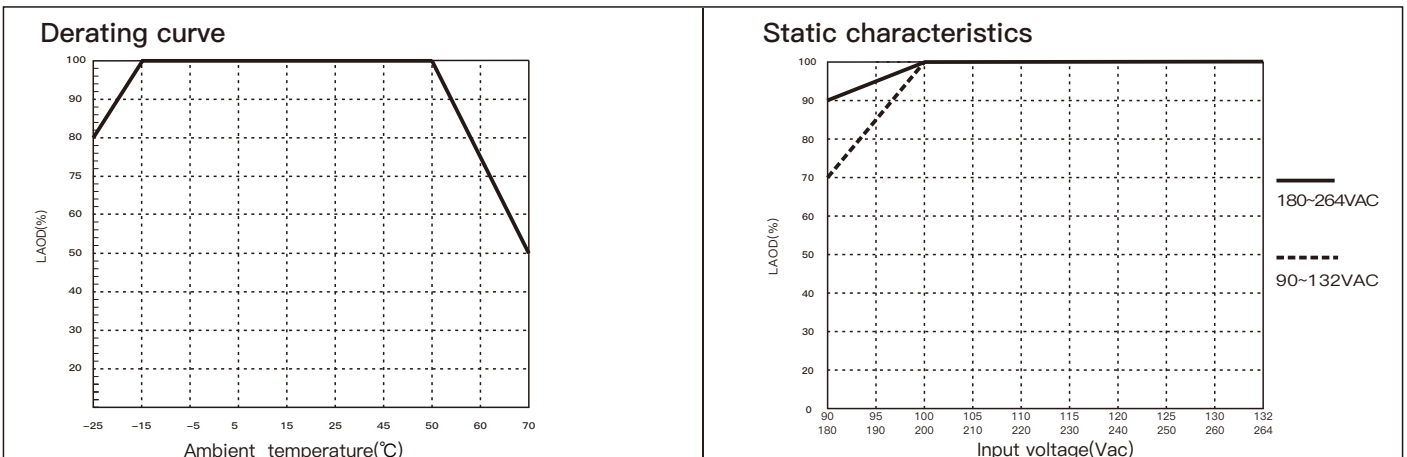 Derating curve
100
90
80
75
60
50
40
30
20
LAOD(%)
-25 -15 -5 5 15 25 45 50 60 70
Ambient temperature(℃)
Static characteristics
100
90
80
70
60
50
40
30
20
0
LAOD(%)
90 95 100 105 110 115 120 125 130 132
180 190 200 210 220 230 240 250 260 264
Input voltage(Vac)
180~264VAC
90~132VAC